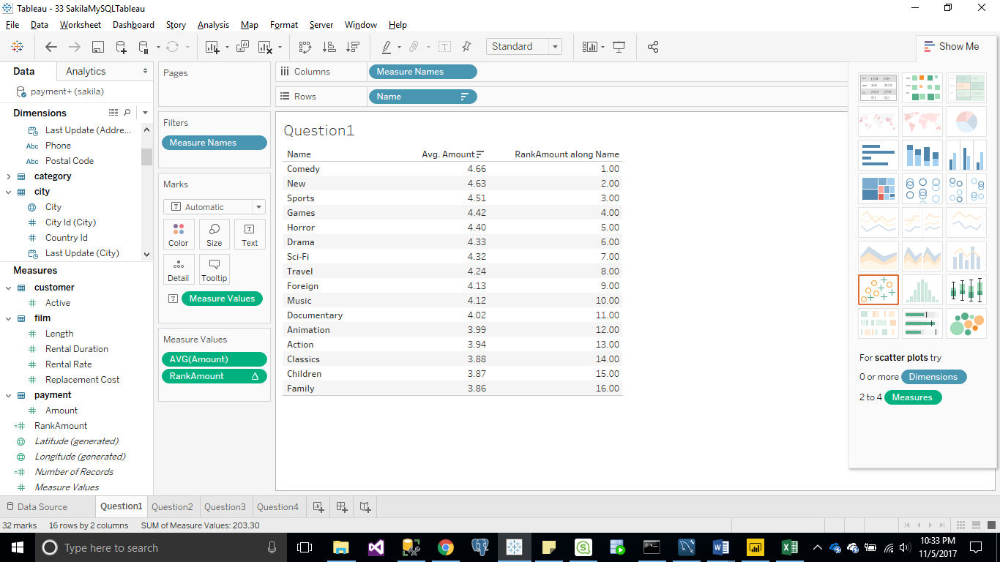 Tableau - 33 SakilaMySQLTableau
File Data Worksheet Dashboard Story Analysis Map Format Server Window Help
Standard
Show Me
Data Analytics
payment+ (sakila)
Dimensions
Last Update (Addre...
Abc Phone
Abc Postal Code
category
city
City
City Id (City)
Country Id
Last Update (City)
Measures
customer
Active
film
Length
Rental Duration
Rental Rate
Replacement Cost
payment
Amount
RankAmount
Latitude (generated)
Longitude (generated)
Number of Records
Measure Values
Pages
Filters
Measure Names
Marks
Automatic
Color Size Text
Detail Tooltip
Measure Values
Measure Values
AVG(Amount)
RankAmount
Columns Measure Names
Rows Name
Question1
Name Avg. Amount RankAmount along Name
Comedy 4.66 1.00
New 4.63 2.00
Sports 4.51 3.00
Games 4.42 4.00
Horror 4.40 5.00
Drama 4.33 6.00
Sci-Fi 4.32 7.00
Travel 4.24 8.00
Foreign 4.13 9.00
Music 4.12 10.00
Documentary 4.02 11.00
Animation 3.99 12.00
Action 3.94 13.00
Classics 3.88 14.00
Children 3.87 15.00
Family 3.86 16.00
For scatter plots try
0 or more Dimensions
2 to 4 Measures
Data Source Question1 Question2 Question3 Question4
32 marks 16 rows by 2 columns SUM of Measure Values: 203.30
Type here to search
10:33 PM
11/5/2017